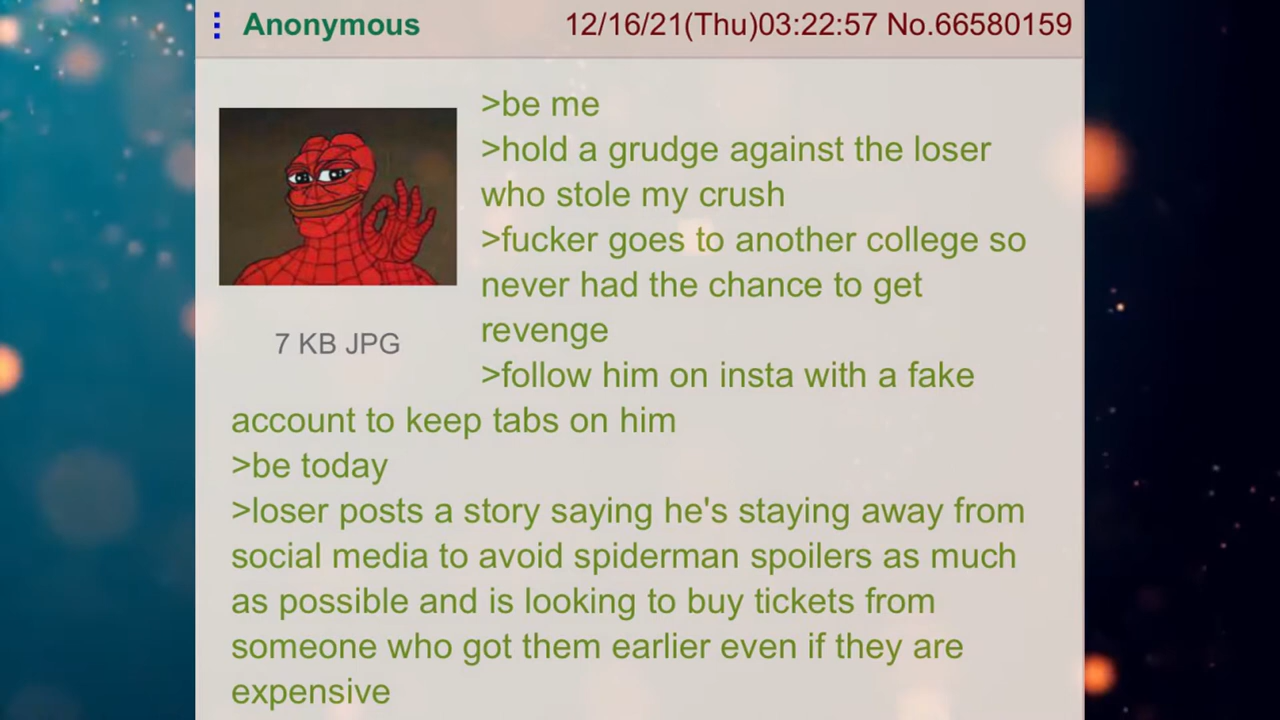 Anonymous 12/16/21(Thu)03:22:57 No.66580159
>be me
>hold a grudge against the loser
who stole my crush
>fucker goes to another college so
never had the chance to get
revenge
7 KB JPG
>follow him on insta with a fake
account to keep tabs on him
>be today
>loser posts a story saying he's staying away from
social media to avoid spiderman spoilers as much
as possible and is looking to buy tickets from
someone who got them earlier even if they are
expensive